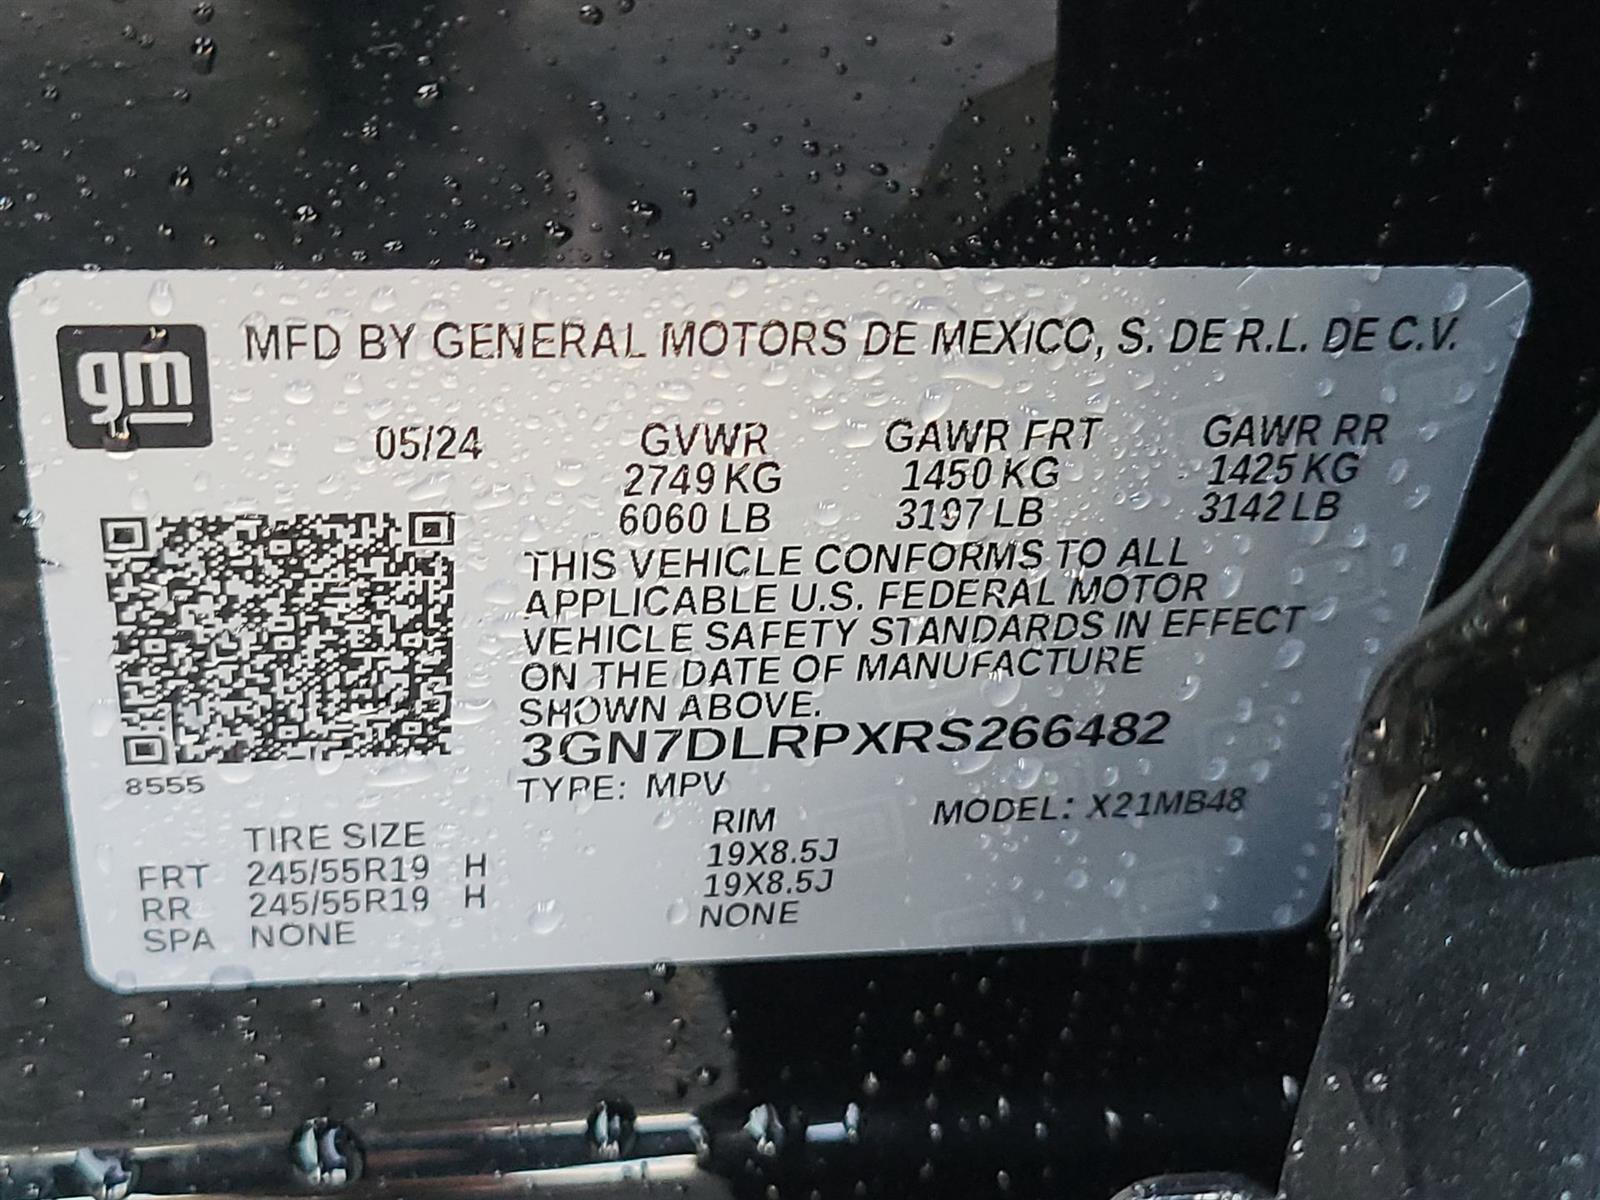 gm
MFD BY GENERAL MOTORS DE MEXICO, S. DE R.L. DE C.V.
05/24 GVWR GAWR FRT GAWR RR
2749 KG 1450 KG 1425 KG
6060 LB 3197 LB 3142 LB
THIS VEHICLE CONFORMS TO ALL
APPLICABLE U.S. FEDERAL MOTOR
VEHICLE SAFETY STANDARDS IN EFFECT
ON THE DATE OF MANUFACTURE
SHOWN ABOVE.
3GN7DLRPXRS266482
8555 TYPE: MPV
MODEL: X21MB48
TIRE SIZE RIM
FRT 245/55R19 H 19X8.5J
RR 245/55R19 H 19X8.5J
SPA NONE NONE